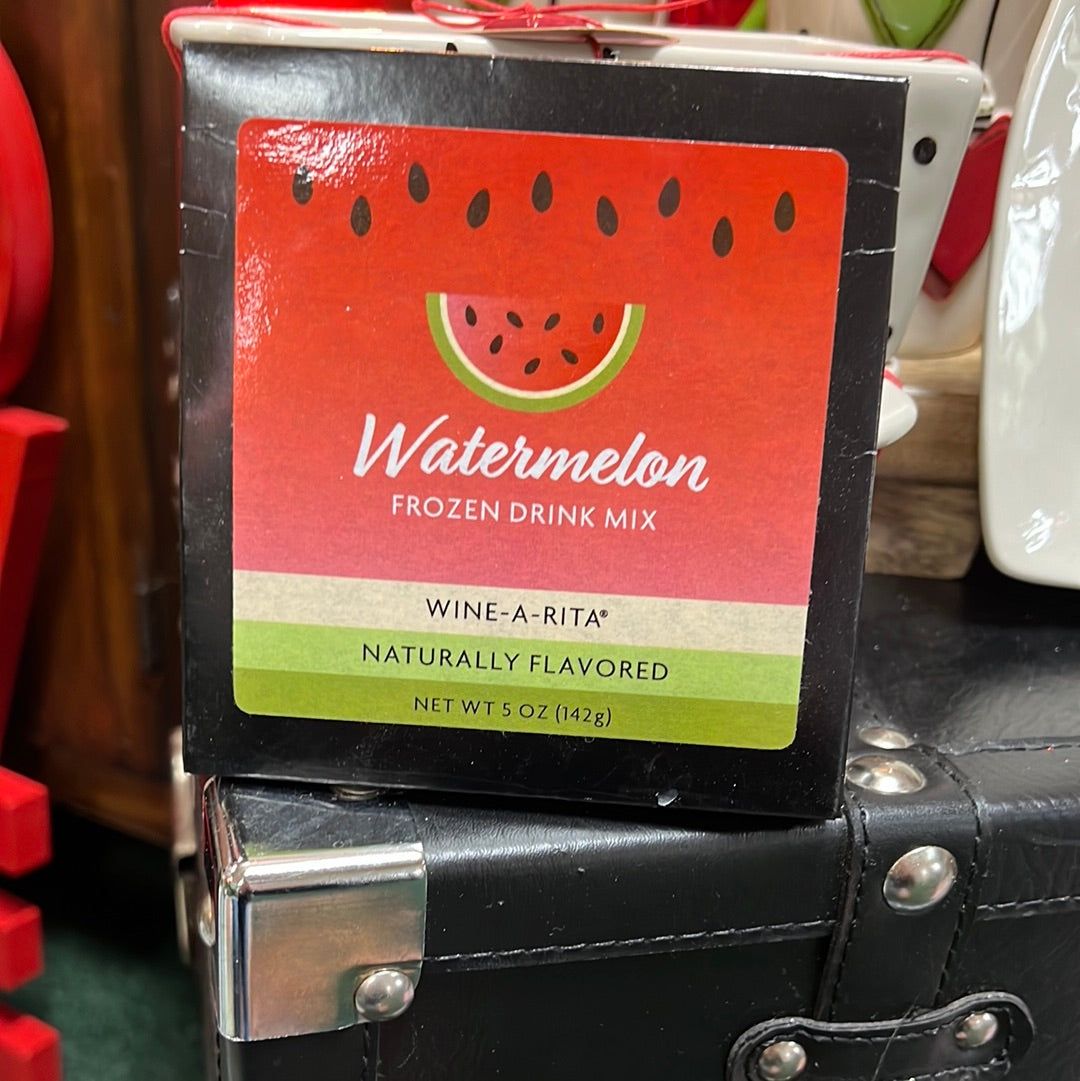 Watermelon
FROZEN DRINK MIX
WINE-A-RITA®
NATURALLY FLAVORED
NET WT 5 OZ (142g)